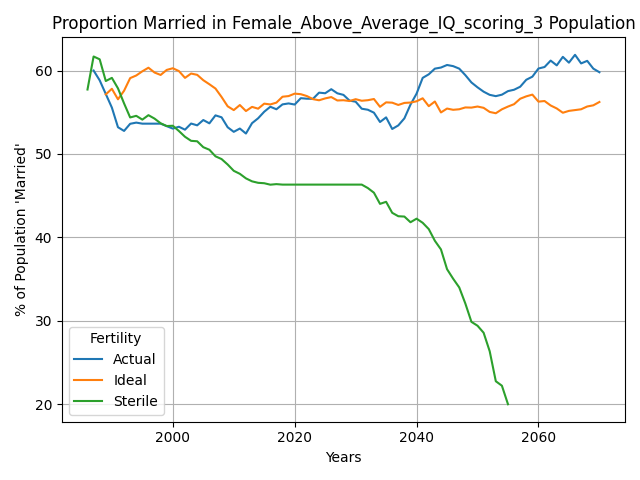 Proportion Married in Female_Above_Average_IQ_scoring_3 Population
% of Population 'Married'
60
50
40
30
20
Fertility
Actual
Ideal
Sterile
2000 2020 2040 2060
Years